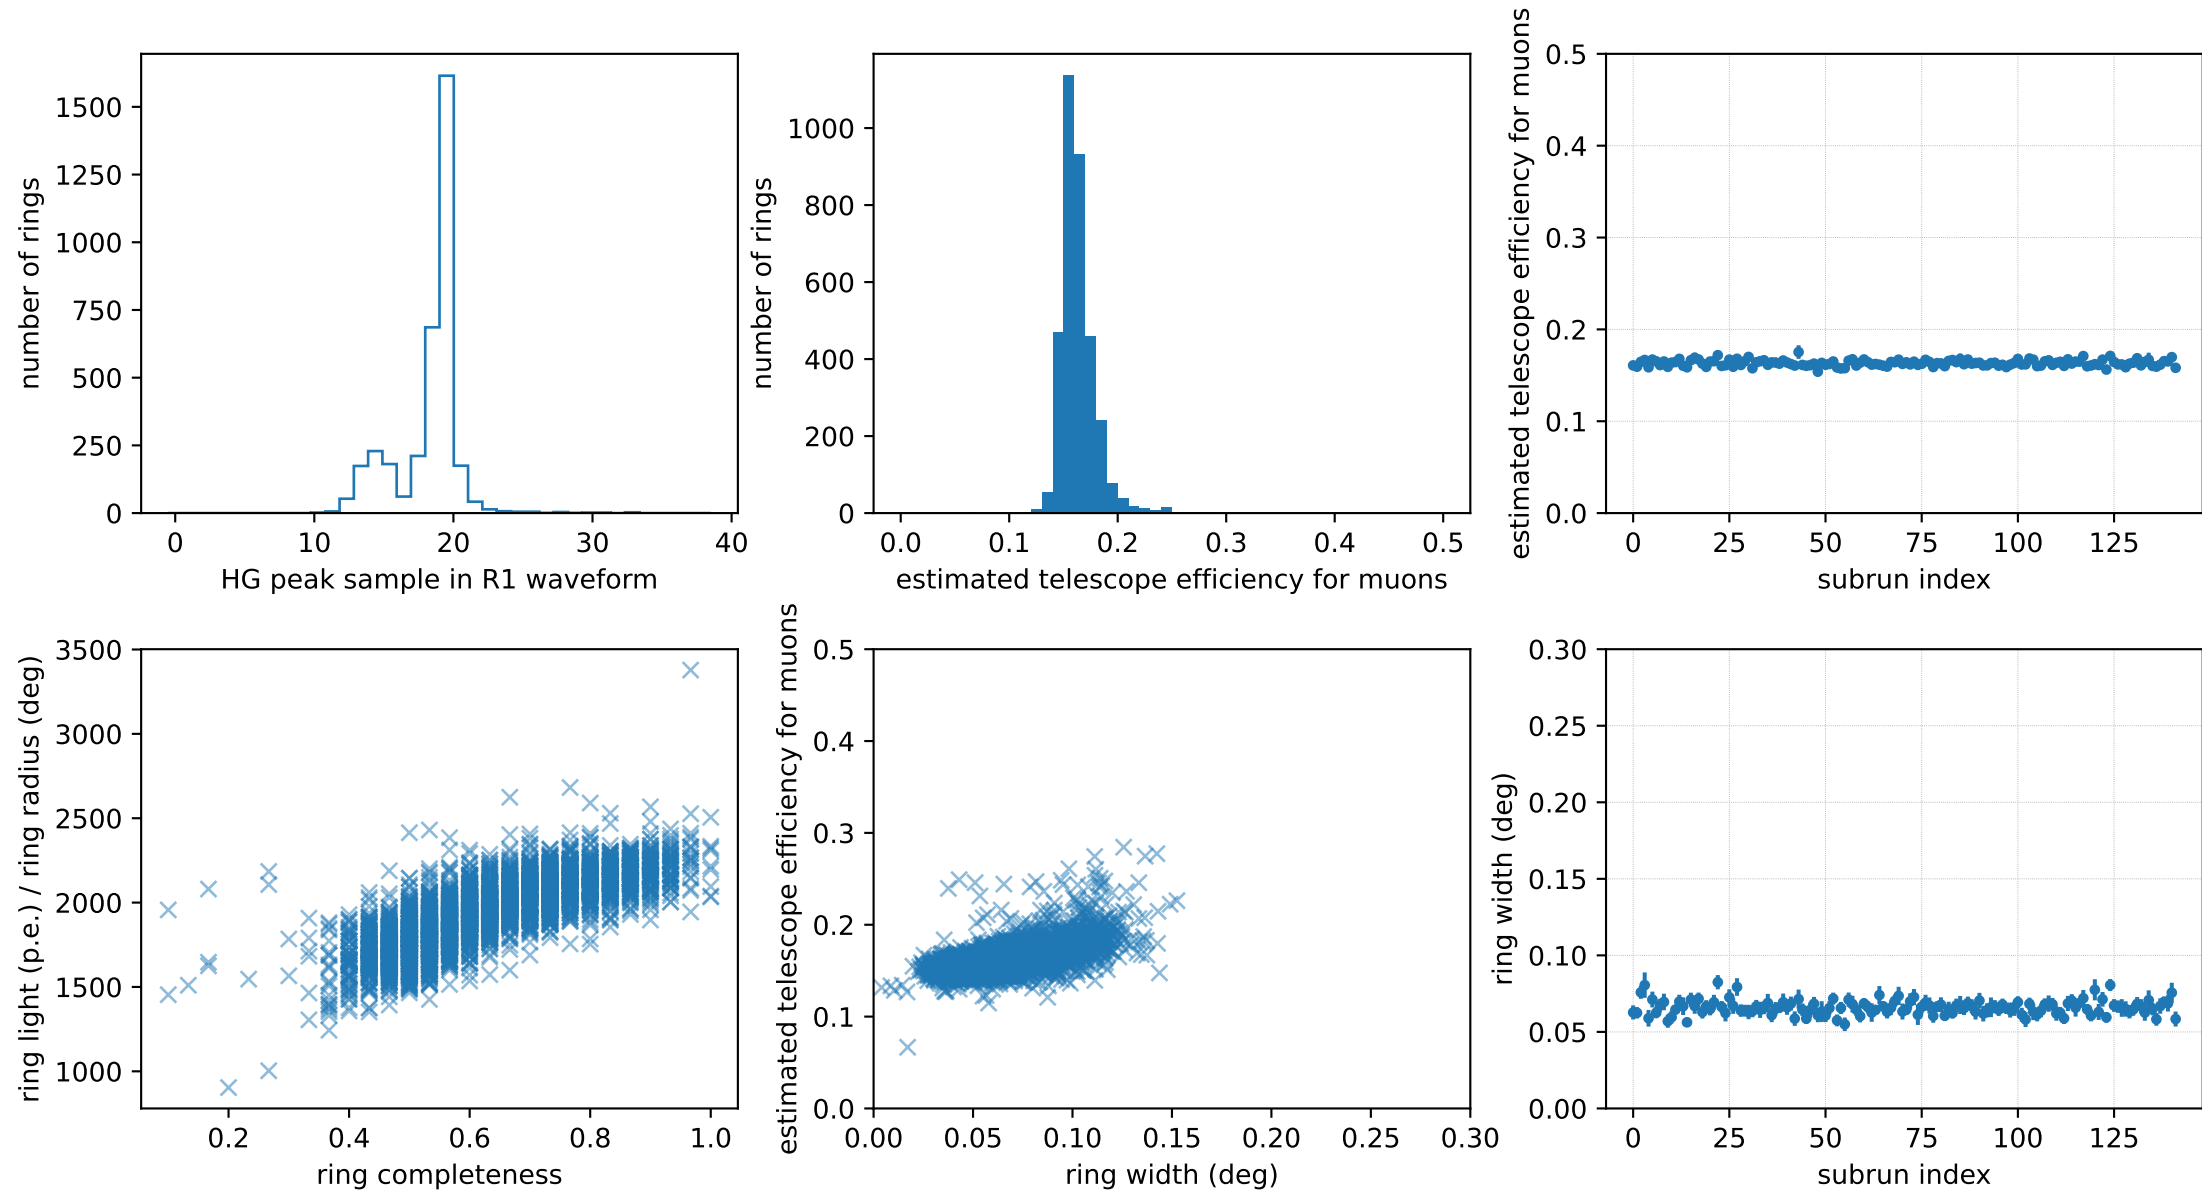 number of rings
1500
1250
1000
750
500
250
0
0 10 20 30 40
HG peak sample in R1 waveform
number of rings
1000
800
600
400
200
0
0.0 0.1 0.2 0.3 0.4 0.5
estimated telescope efficiency for muons
estimated telescope efficiency for muons
0.5
0.4
0.3
0.2
0.1
0.0
0 25 50 75 100 125
subrun index
ring light (p.e.) / ring radius (deg)
3500
3000
2500
2000
1500
1000
0.2 0.4 0.6 0.8 1.0
ring completeness
estimated telescope efficiency for muons
0.5
0.4
0.3
0.2
0.1
0.0
0.00 0.05 0.10 0.15 0.20 0.25 0.30
ring width (deg)
ring width (deg)
0.30
0.25
0.20
0.15
0.10
0.05
0.00
0 25 50 75 100 125
subrun index